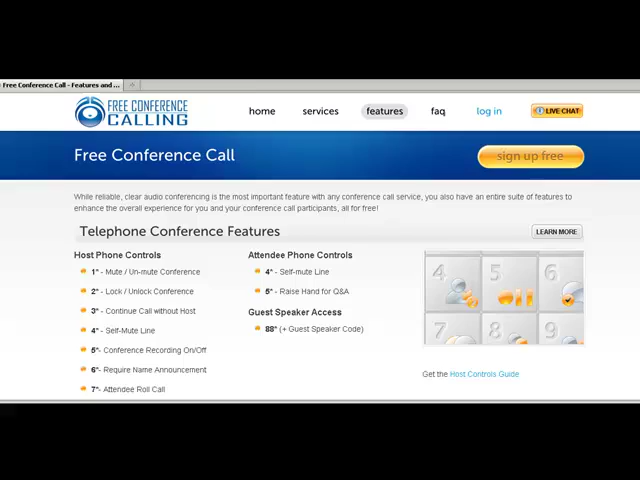 Free Conference Call - Features and ...
FREE CONFERENCE
CALLING
home services features faq log in LIVE CHAT
Free Conference Call
sign up free
While reliable, clear audio conferencing is the most important feature with any conference call service, you also have an entire suite of features to
enhance the overall experience for you and your conference call participants, all for free!
Telephone Conference Features
LEARN MORE
Host Phone Controls
1* - Mute / Un-mute Conference
2* - Lock / Unlock Conference
3* - Continue Call without Host
4* - Self-Mute Line
5*- Conference Recording On/Off
6*- Require Name Announcement
7*- Attendee Roll Call
Attendee Phone Controls
4* - Self-mute Line
5* - Raise Hand for Q&A
Guest Speaker Access
88* (+ Guest Speaker Code)
4 5 6
7 8 9
Get the Host Controls Guide